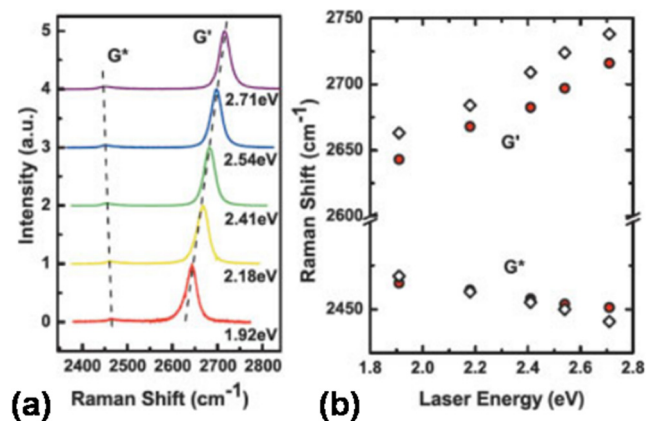 G*
G'
5
4
3
2
1
0
2.71eV
2.54eV
2.41eV
2.18eV
1.92eV
Intensity (a.u.)
2400 2500 2600 2700 2800
Raman Shift (cm-1)
(a)
2750
2700
2650
2600
2450
G'
G*
Raman Shift (cm-1)
1.8 2.0 2.2 2.4 2.6 2.8
Laser Energy (eV)
(b)